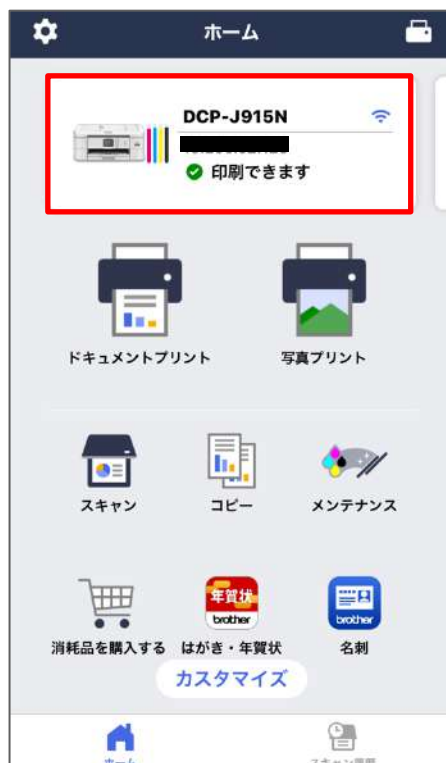 ホーム
DCP-J915N
印刷できます
ドキュメントプリント
写真プリント
スキャン
コピー
メンテナンス
年賀状
brother
brother
消耗品を購入する
はがき・年賀状
名刺
カスタマイズ
ホーム